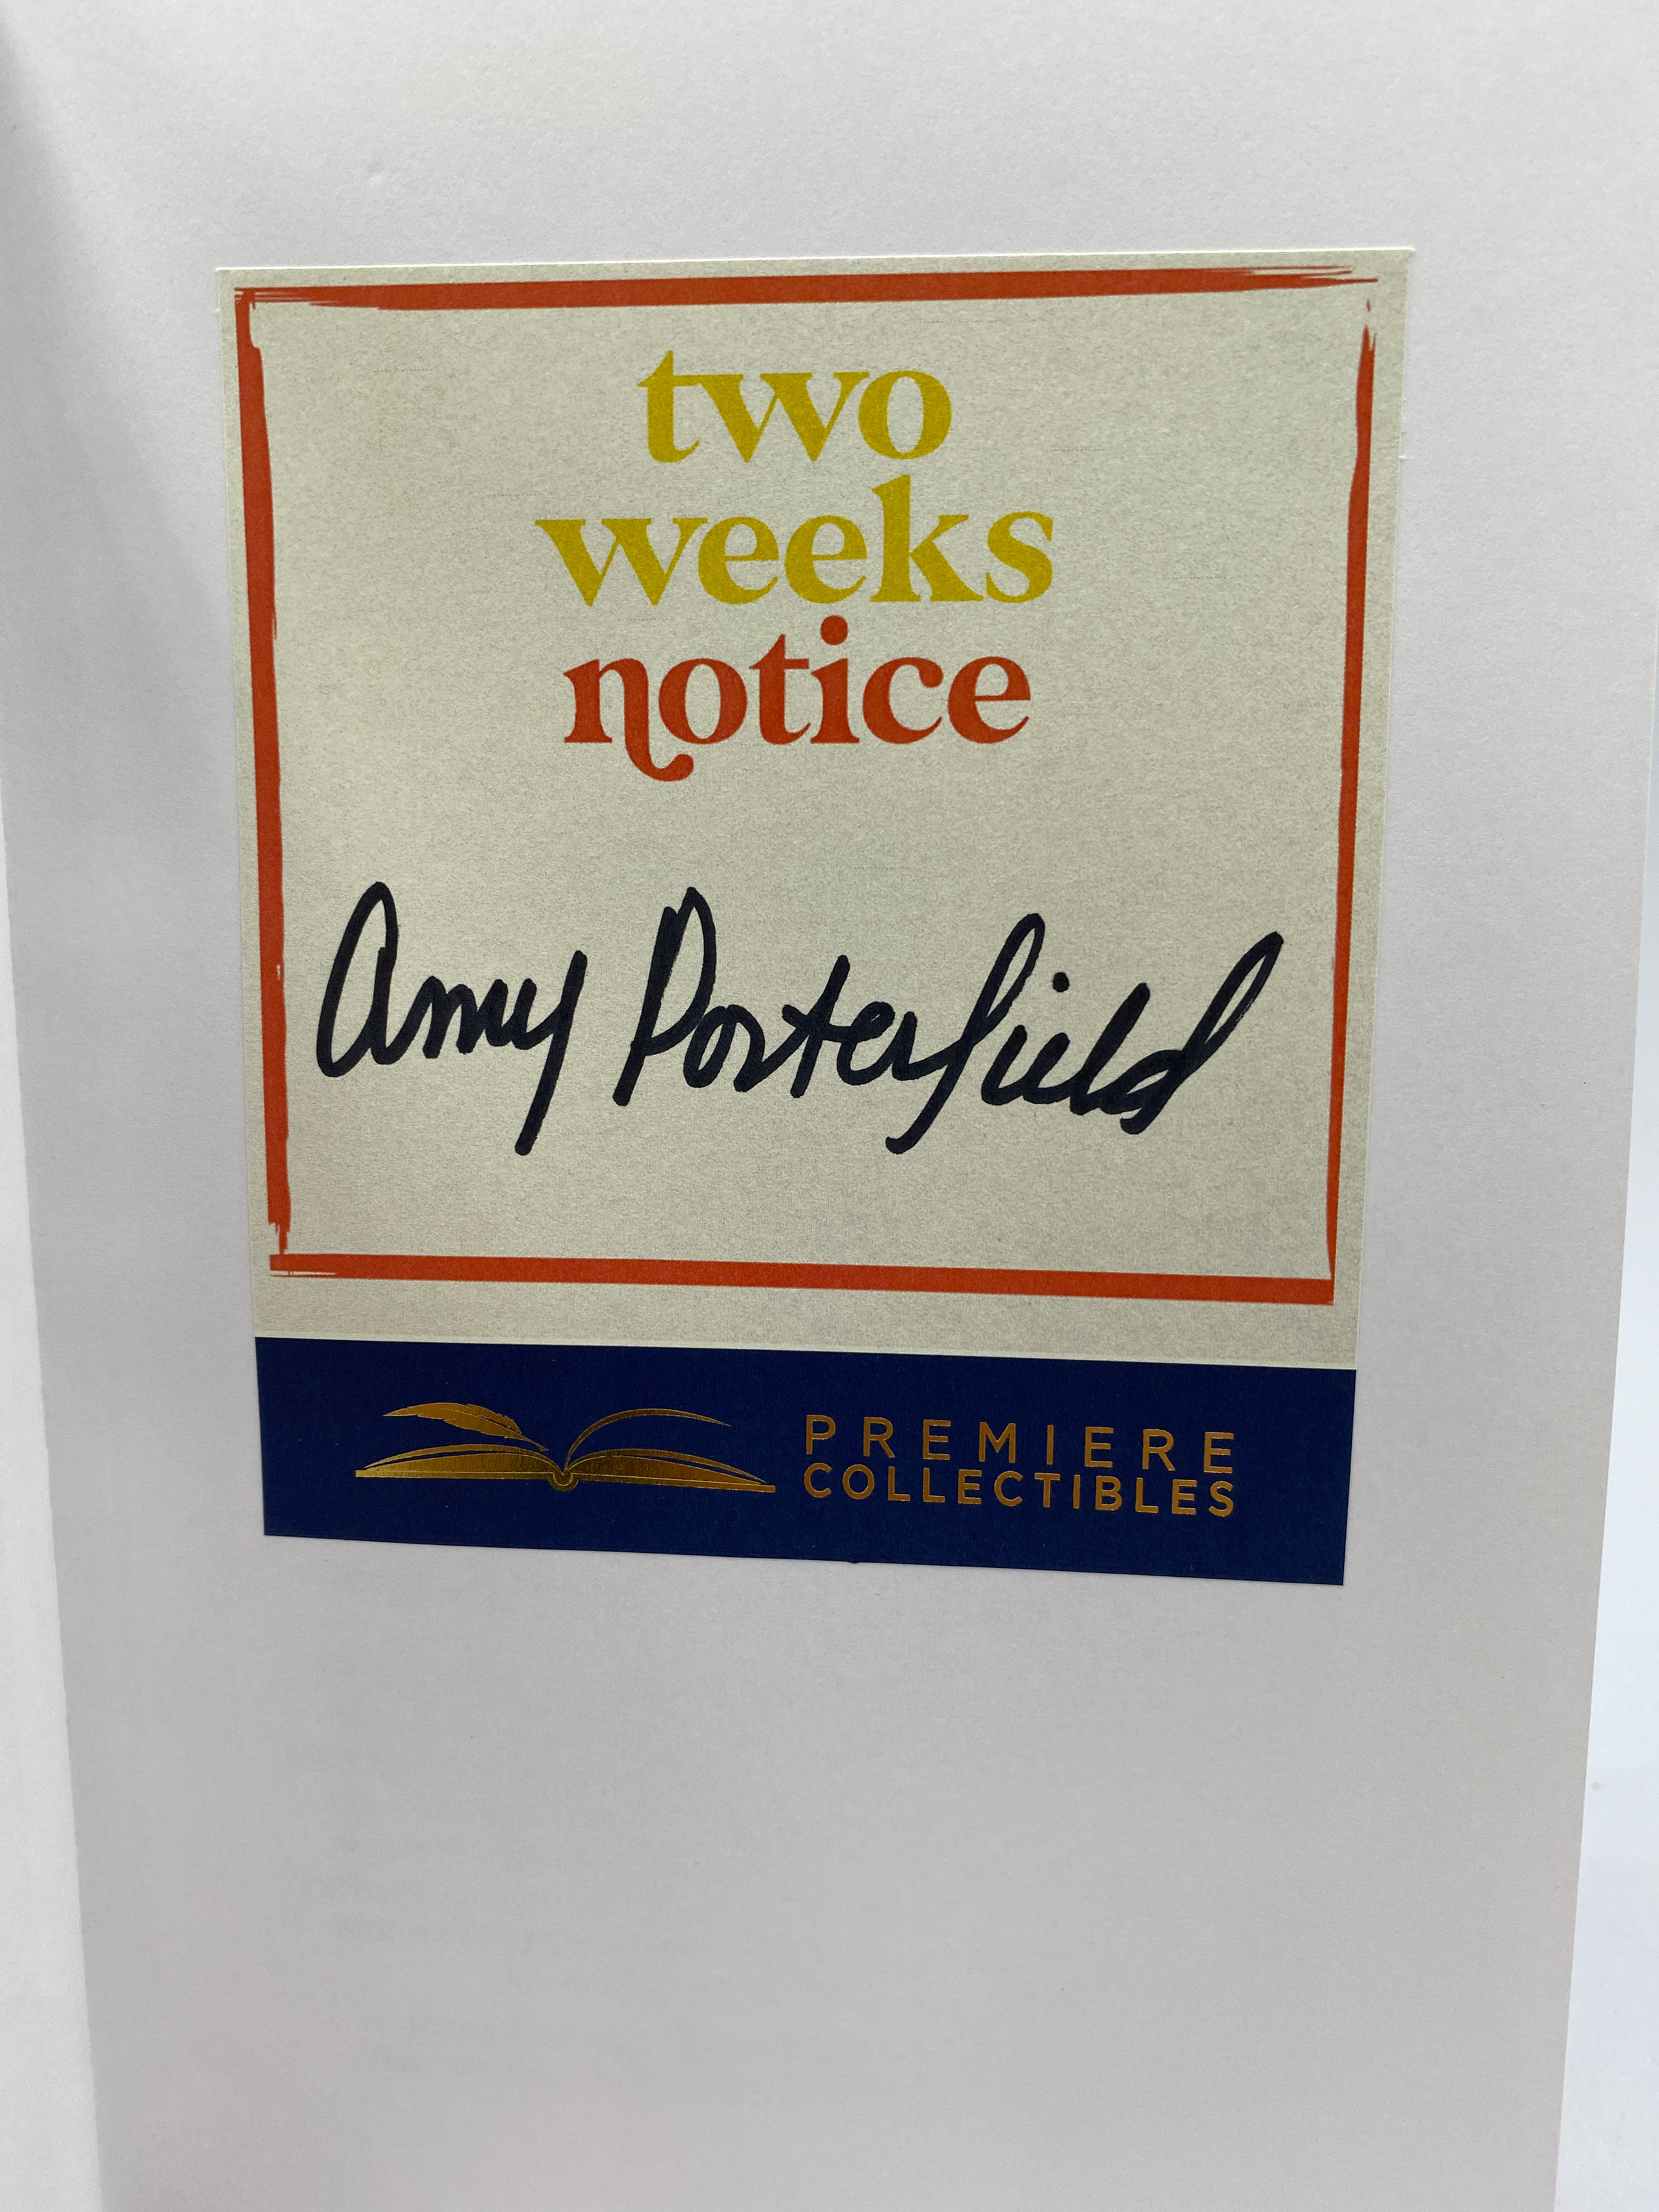 two
weeks
notice
Amy Porterfield
PREMIERE
COLLECTIBLES